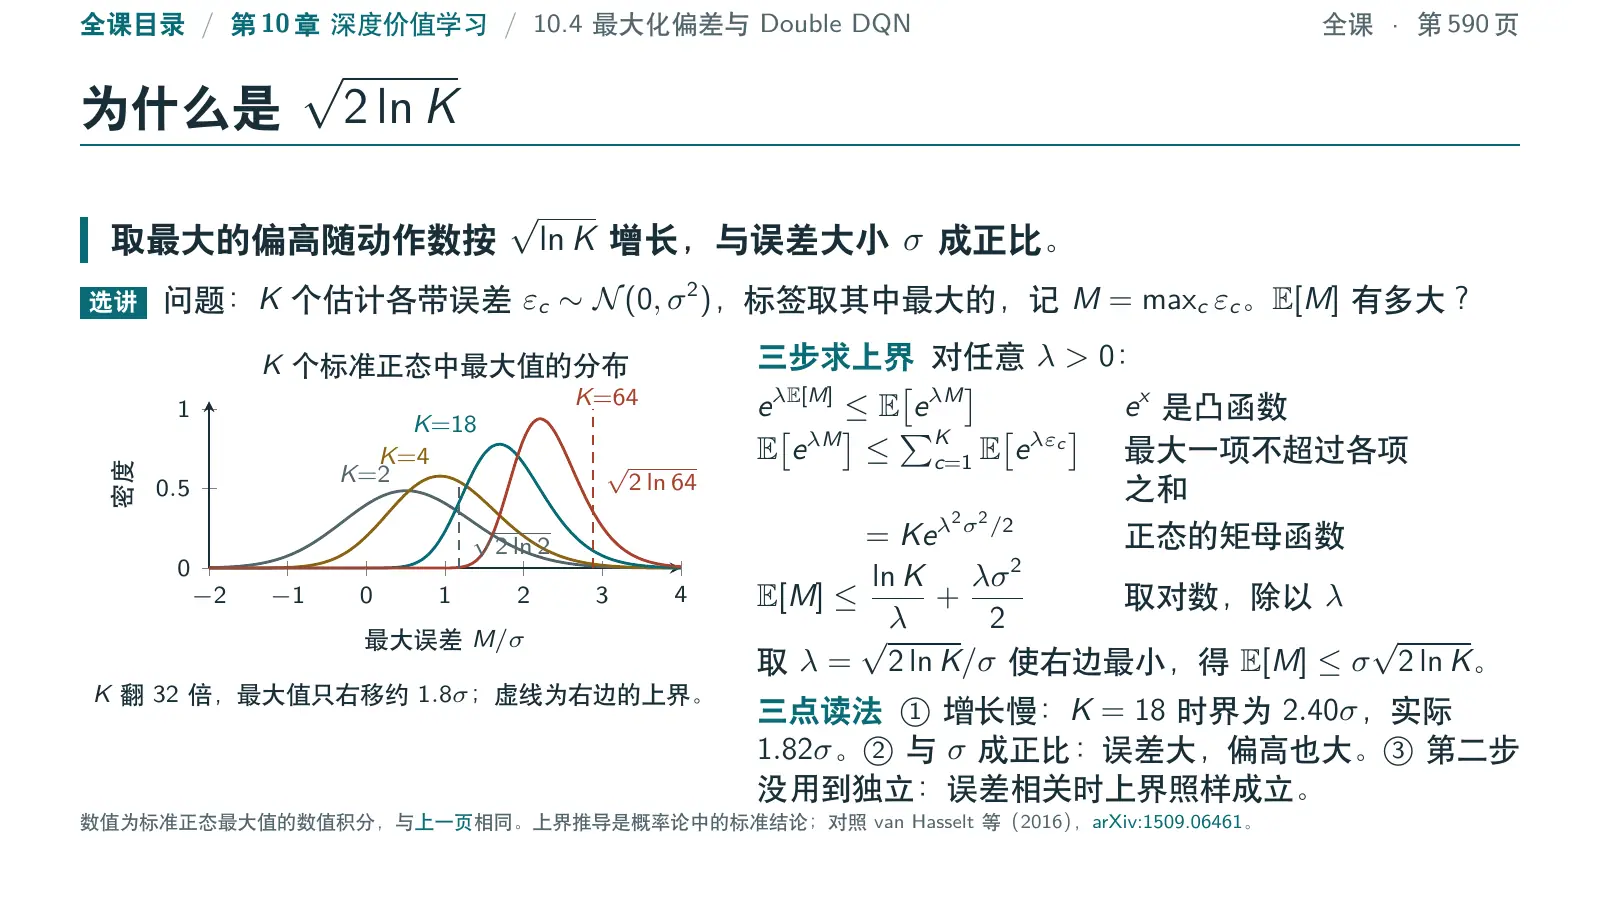 全课目录 / 第 10 章 深度价值学习 / 10.4 最大化偏差与 Double DQN
全课 · 第 590 页
为什么是 √(2 ln K)
取最大的偏高随动作数按 √(ln K) 增长，与误差大小 σ 成正比。
选讲 问题：K 个估计各带误差 ε_c ∼ 𝒩(0, σ²)，标签取其中最大的，记 M = max_c ε_c。𝔼[M] 有多大？
K 个标准正态中最大值的分布
密度
1
0.5
0
K=2
K=4
K=18
K=64
√(2 ln 2)
√(2 ln 64)
−2 −1 0 1 2 3 4
最大误差 M/σ
K 翻 32 倍，最大值只右移约 1.8σ；虚线为右边的上界。
三步求上界 对任意 λ > 0：
e^{λ𝔼[M]} ≤ 𝔼[e^{λM}] e^x 是凸函数
𝔼[e^{λM}] ≤ ∑_{c=1}^{K} 𝔼[e^{λε_c}] 最大一项不超过各项
之和
= Ke^{λ²σ²/2} 正态的矩母函数
𝔼[M] ≤ ln K / λ + λσ² / 2 取对数，除以 λ
取 λ = √(2 ln K)/σ 使右边最小，得 𝔼[M] ≤ σ√(2 ln K)。
三点读法 ① 增长慢：K = 18 时界为 2.40σ，实际
1.82σ。② 与 σ 成正比：误差大，偏高也大。③ 第二步
没用到独立：误差相关时上界照样成立。
数值为标准正态最大值的数值积分，与上一页相同。上界推导是概率论中的标准结论；对照 van Hasselt 等（2016），arXiv:1509.06461。